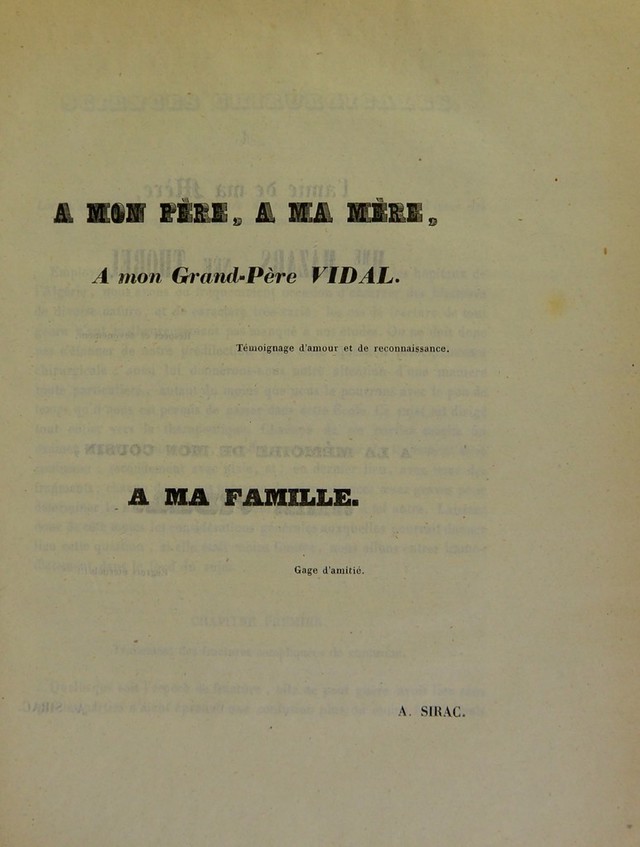 A MON PÈRE, A MA MÈRE,
A mon Grand-Père VIDAL.
Témoignage d'amour et de reconnaissance.
A MA FAMILLE.
Gage d'amitié.
A. SIRAC.